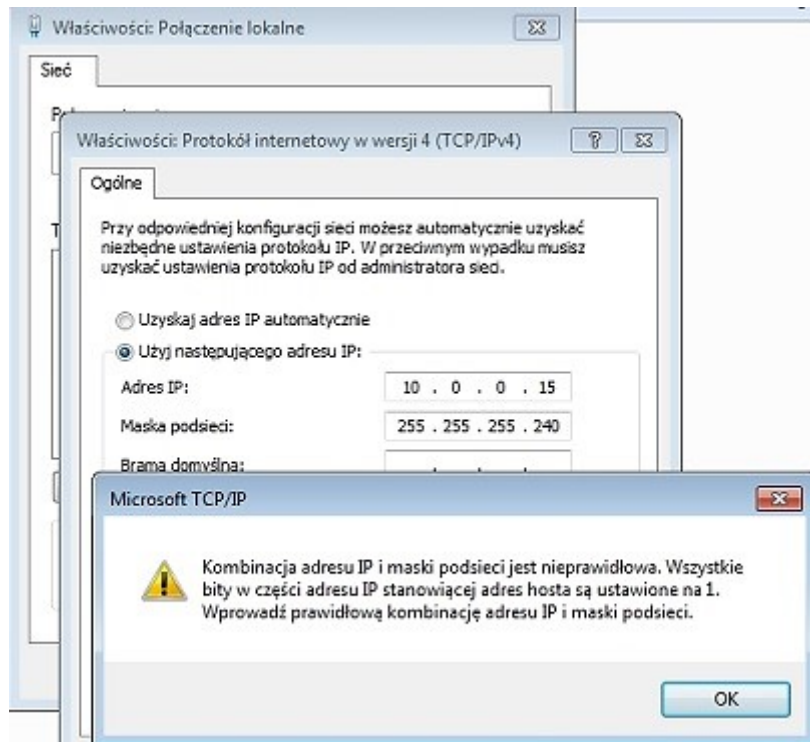 Właściwości: Połączenie lokalne
Sieć
Właściwości: Protokół internetowy w wersji 4 (TCP/IPv4)
Ogólne
Przy odpowiedniej konfiguracji sieci możesz automatycznie uzyskać
niezbędne ustawienia protokołu IP. W przeciwnym wypadku musisz
uzyskać ustawienia protokołu IP od administratora sieci.
Uzyskaj adres IP automatycznie
Użyj następującego adresu IP:
Adres IP: 10 . 0 . 0 . 15
Maska podsieci: 255 . 255 . 255 . 240
Brama domyślna:
Microsoft TCP/IP
Kombinacja adresu IP i maski podsieci jest nieprawidłowa. Wszystkie
bity w części adresu IP stanowiącej adres hosta są ustawione na 1.
Wprowadź prawidłową kombinację adresu IP i maski podsieci.
OK